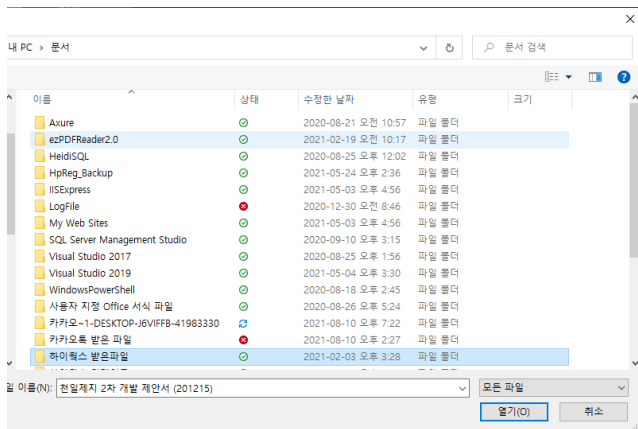 내 PC › 문서
문서 검색
이름 상태 수정한 날짜 유형 크기
Axure 2020-08-21 오전 10:57 파일 폴더
ezPDFReader2.0 2021-02-19 오전 10:17 파일 폴더
HeidiSQL 2020-08-25 오후 12:02 파일 폴더
HpReg_Backup 2021-05-24 오후 2:36 파일 폴더
IISExpress 2021-05-03 오후 4:56 파일 폴더
LogFile 2020-12-30 오전 8:46 파일 폴더
My Web Sites 2021-05-03 오후 4:56 파일 폴더
SQL Server Management Studio 2020-09-10 오후 3:15 파일 폴더
Visual Studio 2017 2020-08-25 오후 1:56 파일 폴더
Visual Studio 2019 2021-05-04 오후 3:30 파일 폴더
WindowsPowerShell 2020-08-18 오후 2:45 파일 폴더
사용자 지정 Office 서식 파일 2020-08-26 오후 5:24 파일 폴더
카카오~1-DESKTOP-J6VIFFB-41983330 2021-08-10 오후 7:22 파일 폴더
카카오톡 받은 파일 2021-08-10 오후 2:27 파일 폴더
하이웍스 받은파일 2021-02-03 오후 3:28 파일 폴더
일 이름(N): 천일제지 2차 개발 제안서 (201215) 모든 파일
열기(O) 취소